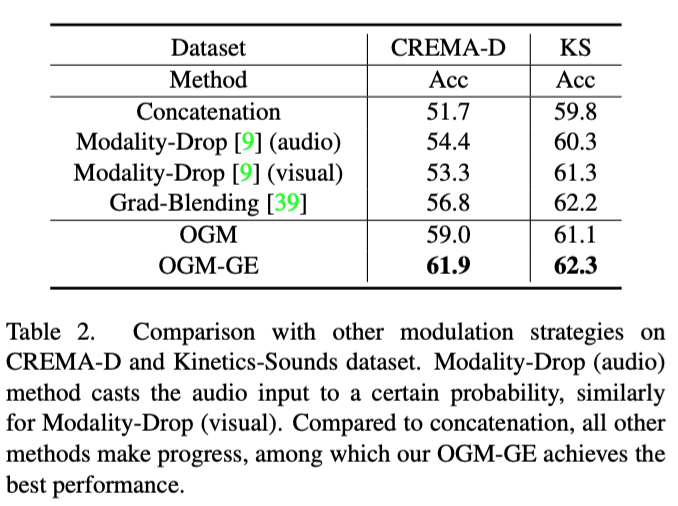 Dataset CREMA-D KS
Method Acc Acc
Concatenation 51.7 59.8
Modality-Drop [9] (audio) 54.4 60.3
Modality-Drop [9] (visual) 53.3 61.3
Grad-Blending [39] 56.8 62.2
OGM 59.0 61.1
OGM-GE 61.9 62.3
Table 2. Comparison with other modulation strategies on
CREMA-D and Kinetics-Sounds dataset. Modality-Drop (audio)
method casts the audio input to a certain probability, similarly
for Modality-Drop (visual). Compared to concatenation, all other
methods make progress, among which our OGM-GE achieves the
best performance.